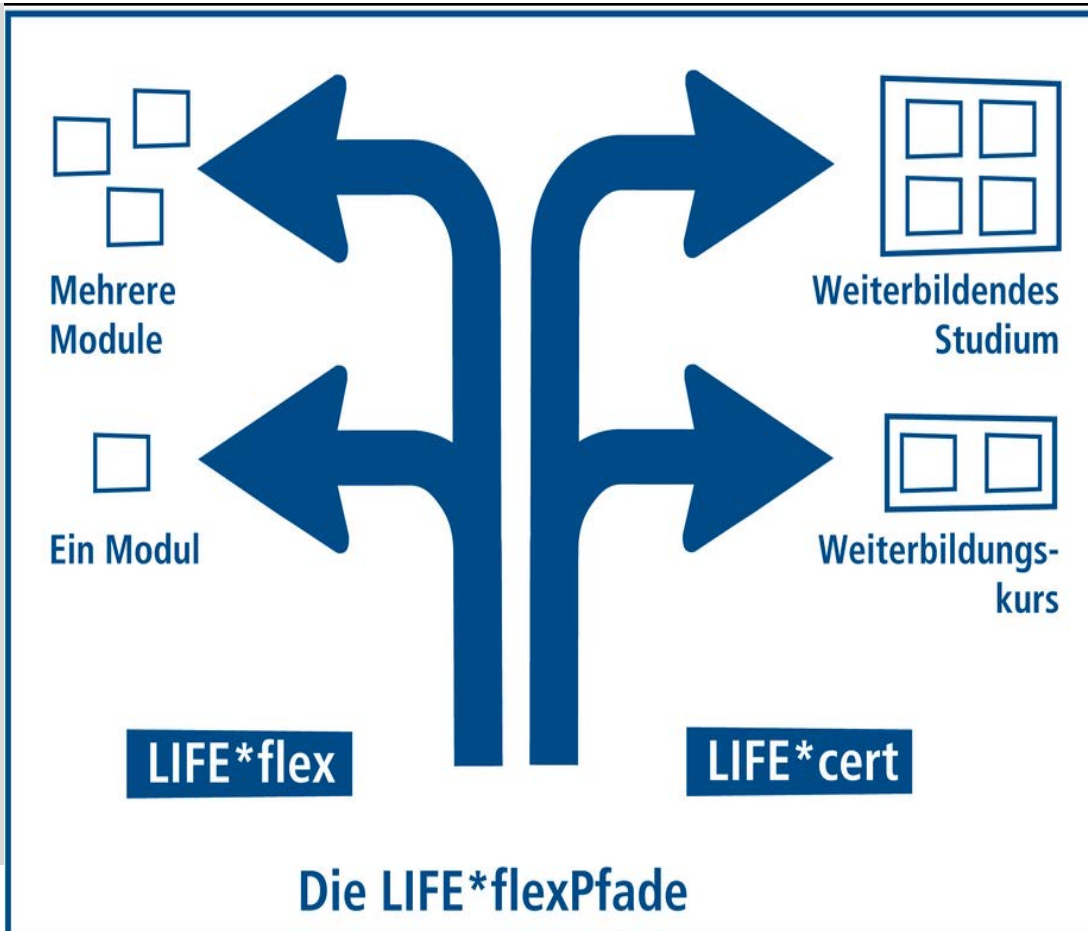 Mehrere
Module
Weiterbildendes
Studium
Ein Modul
Weiterbildungs-
kurs
LIFE*flex
LIFE*cert
Die LIFE*flexPfade